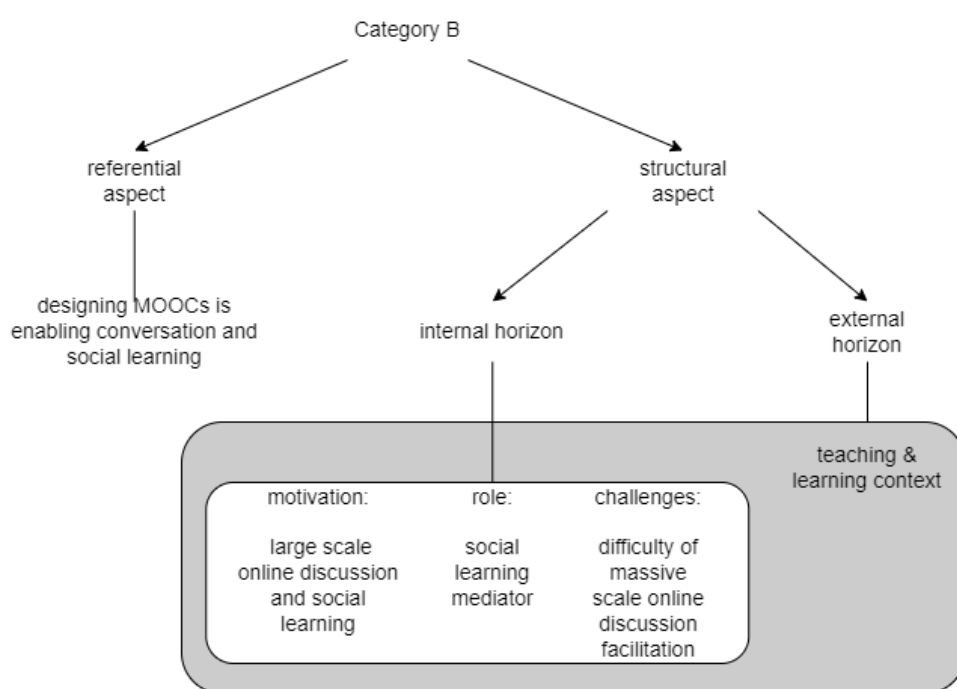 Category B
referential
aspect
structural
aspect
designing MOOCs is
enabling conversation and
social learning
internal horizon
external
horizon
teaching &
learning context
motivation:
large scale
online discussion
and social
learning
role:
social
learning
mediator
challenges:
difficulty of
massive
scale online
discussion
facilitation